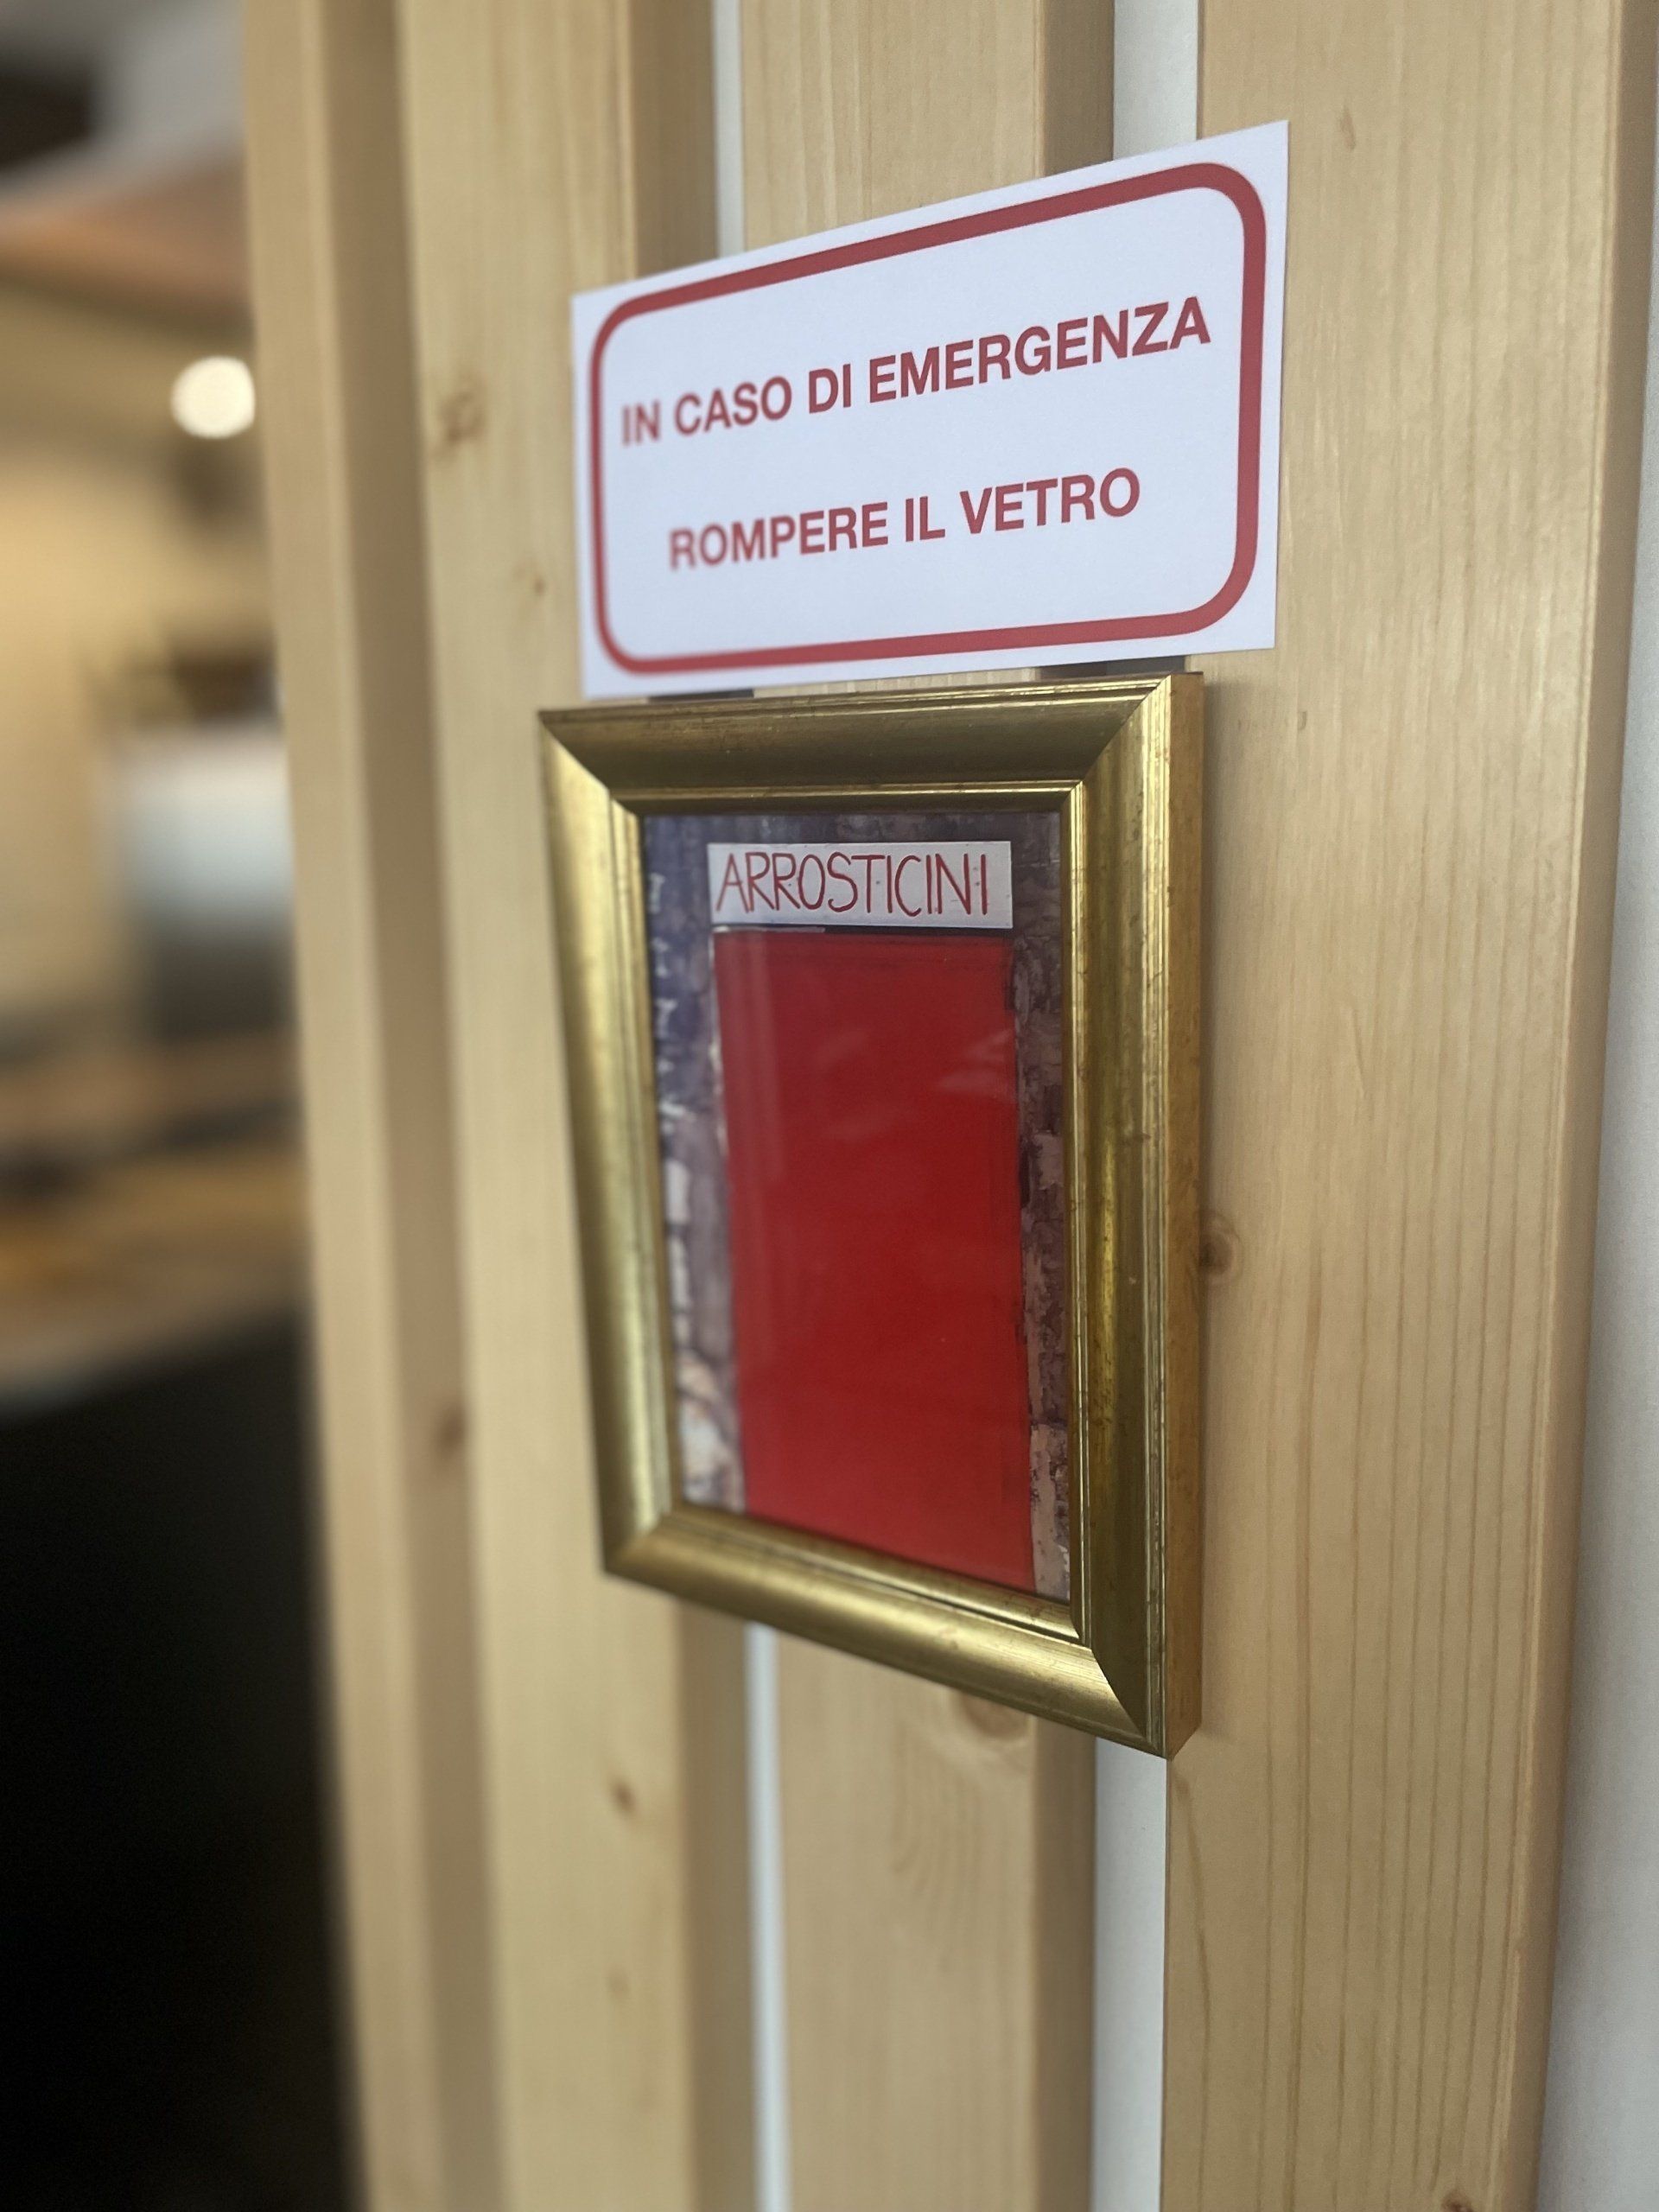 IN CASO DI EMERGENZA
ROMPERE IL VETRO
ARROSTICINI